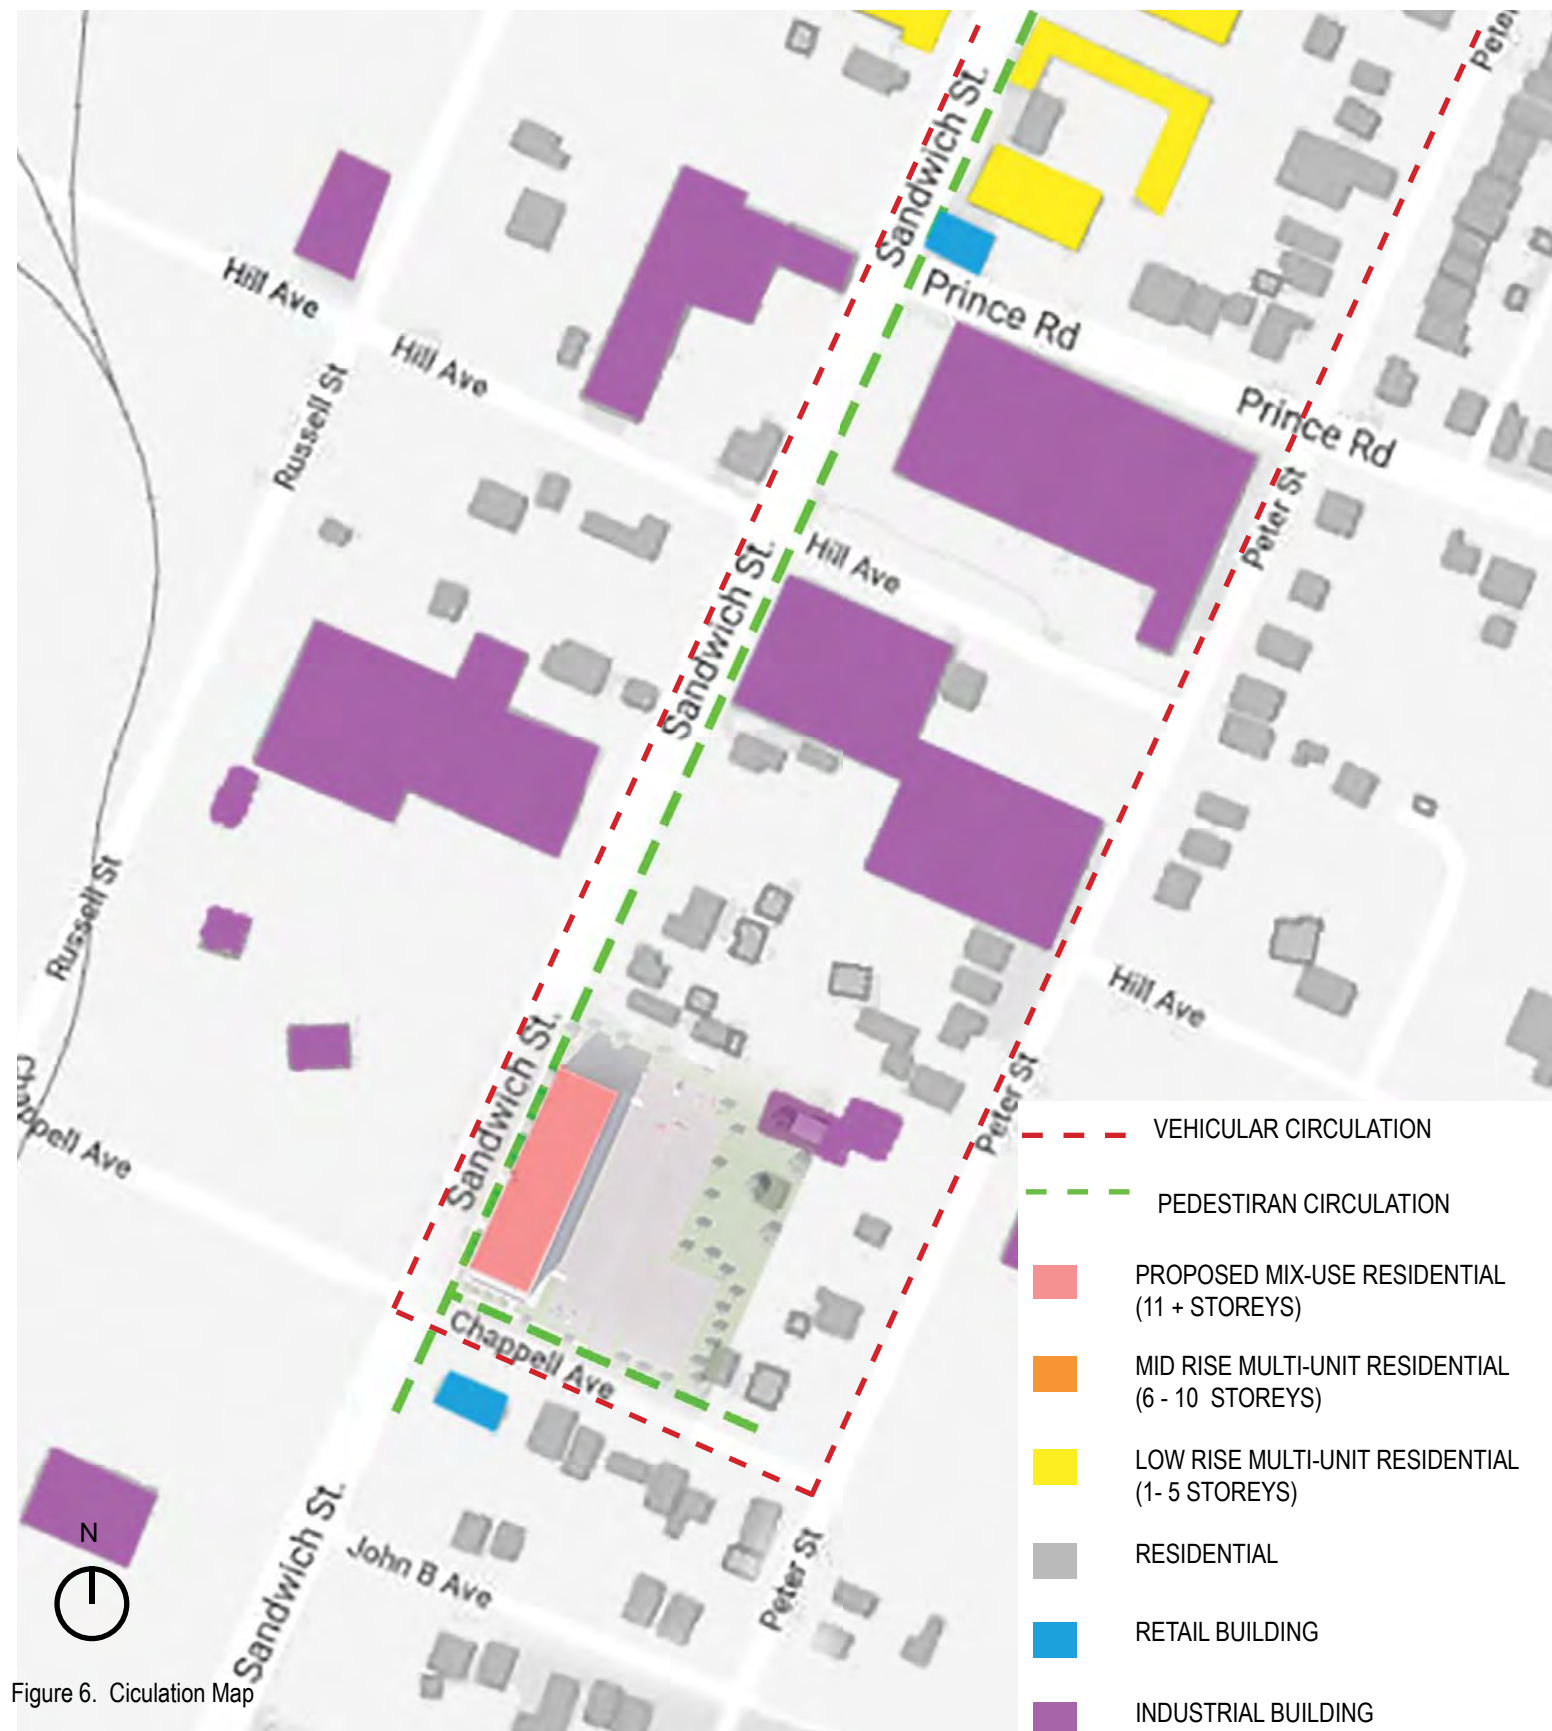 Peter
Sandwich St.
Hill Ave
Prince Rd
Hill Ave
Russell St
Prince Rd
Peter St
Hill Ave
Sandwich St.
Russell St
Hill Ave
Sandwich St.
Peter St
Chappell Ave
Chappell Ave
Sandwich St.
John B Ave
Peter St
N
Figure 6. Ciculation Map
VEHICULAR CIRCULATION
PEDESTIRAN CIRCULATION
PROPOSED MIX-USE RESIDENTIAL
(11 + STOREYS)
MID RISE MULTI-UNIT RESIDENTIAL
(6 - 10 STOREYS)
LOW RISE MULTI-UNIT RESIDENTIAL
(1- 5 STOREYS)
RESIDENTIAL
RETAIL BUILDING
INDUSTRIAL BUILDING